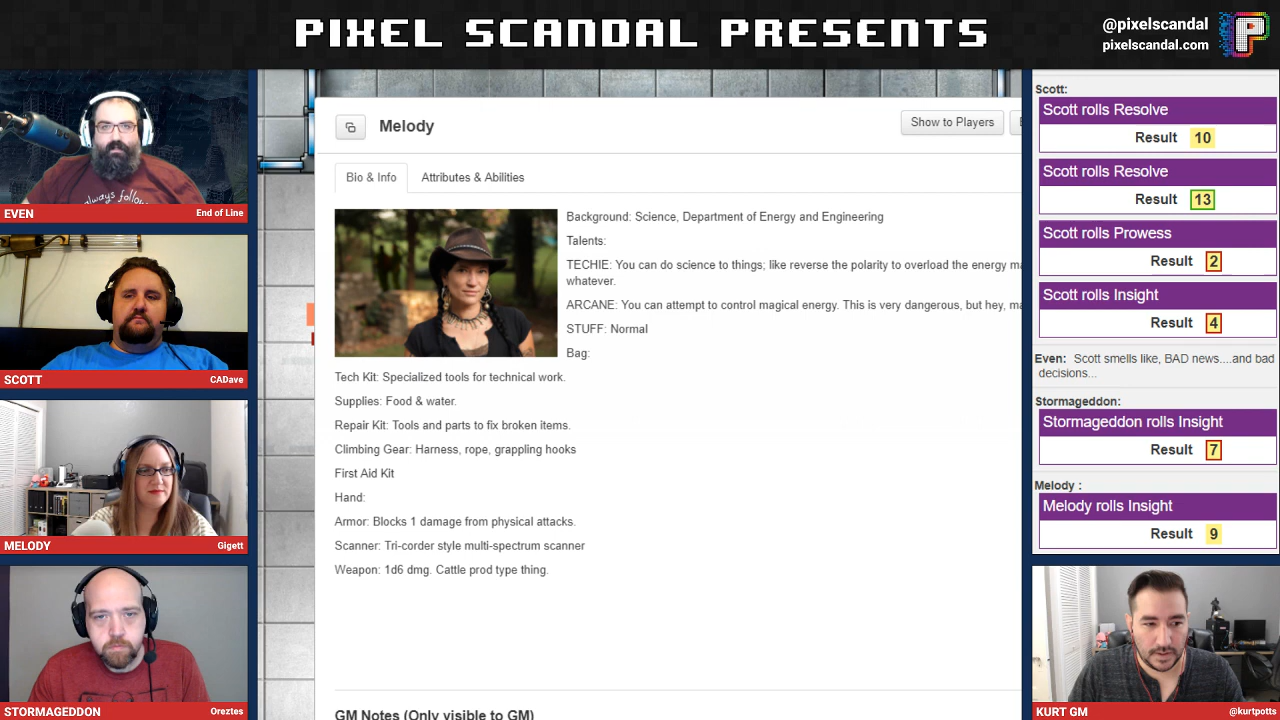 PIXEL SCANDAL PRESENTS
@pixelscandal
pixelscandal.com
always follow
EVEN
End of Line
SCOTT
CADave
MELODY
Gigett
STORMAGEDDON
Oreztes
Melody
Show to Players
E
Bio & Info
Attributes & Abilities
Background: Science, Department of Energy and Engineering
Talents:
TECHIE: You can do science to things; like reverse the polarity to overload the energy ma
whatever.
ARCANE: You can attempt to control magical energy. This is very dangerous, but hey, ma
STUFF: Normal
Bag:
Tech Kit: Specialized tools for technical work.
Supplies: Food & water.
Repair Kit: Tools and parts to fix broken items.
Climbing Gear: Harness, rope, grappling hooks
First Aid Kit
Hand:
Armor: Blocks 1 damage from physical attacks.
Scanner: Tri-corder style multi-spectrum scanner
Weapon: 1d6 dmg. Cattle prod type thing.
GM Notes (Only visible to GM)
Scott:
Scott rolls Resolve
Result 10
Scott rolls Resolve
Result 13
Scott rolls Prowess
Result 2
Scott rolls Insight
Result 4
Even: Scott smells like, BAD news....and bad
decisions...
Stormageddon:
Stormageddon rolls Insight
Result 7
Melody :
Melody rolls Insight
Result 9
KURT GM
@kurtpotts